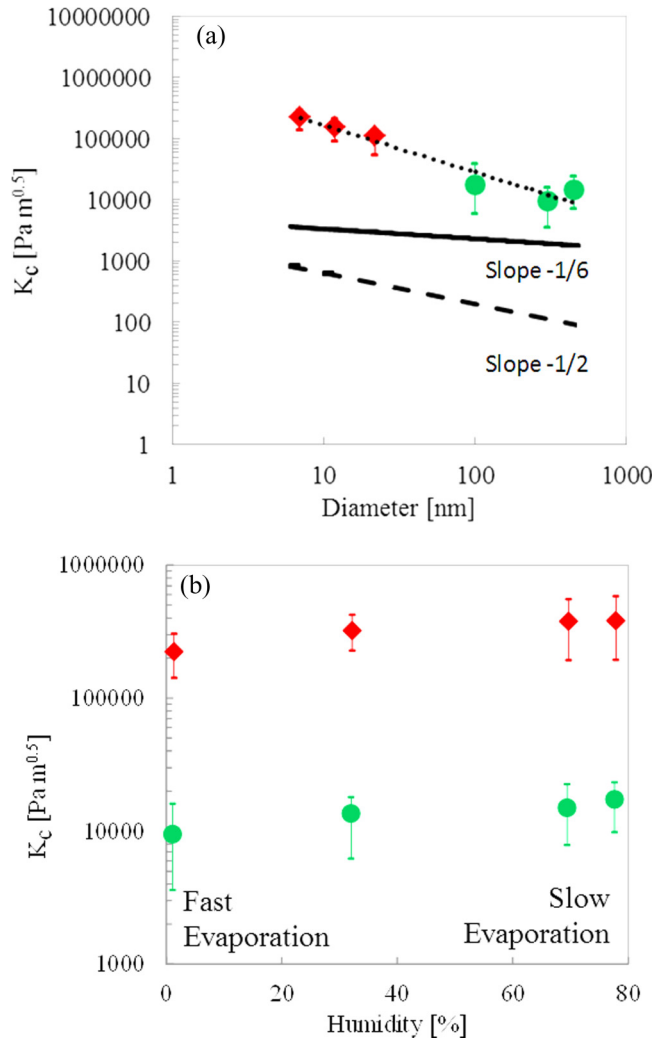 (a)
10000000
1000000
100000
10000
1000
100
10
1
K_c [Pa m^0.5]
Slope -1/6
Slope -1/2
1 10 100 1000
Diameter [nm]
(b)
1000000
100000
10000
1000
K_c [Pa m^0.5]
Fast
Evaporation
Slow
Evaporation
0 20 40 60 80
Humidity [%]